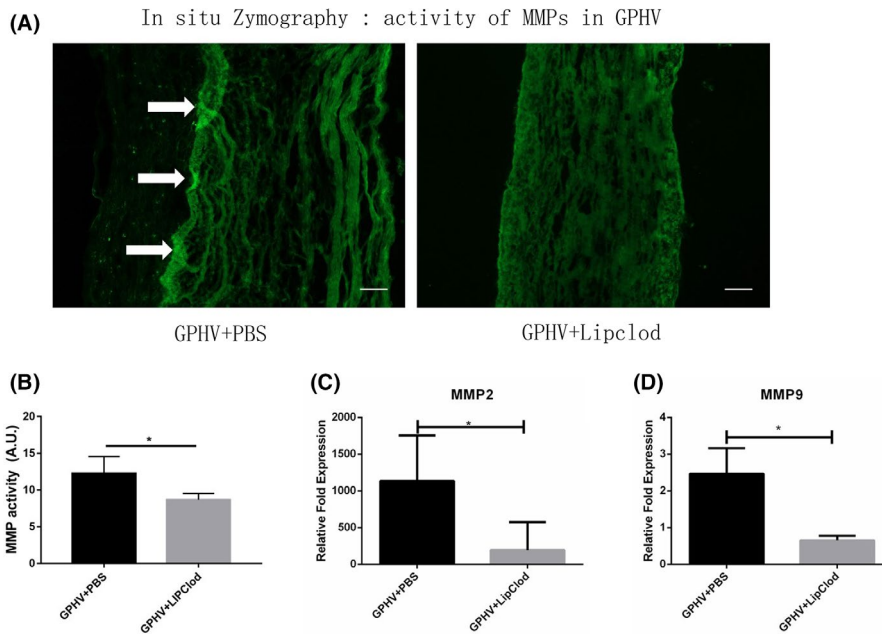 (A)
In situ Zymography : activity of MMPs in GPHV
GPHV+PBS
GPHV+Lipclod
(B)
MMP activity (A.U.)
20
15
10
5
0
*
GPHV+PBS
GPHV+LIPClod
(C)
MMP2
Relative Fold Expression
2000
1500
1000
500
0
*
GPHV+PBS
GPHV+LipClod
(D)
MMP9
Relative Fold Expression
4
3
2
1
0
*
GPHV+PBS
GPHV+LipClod